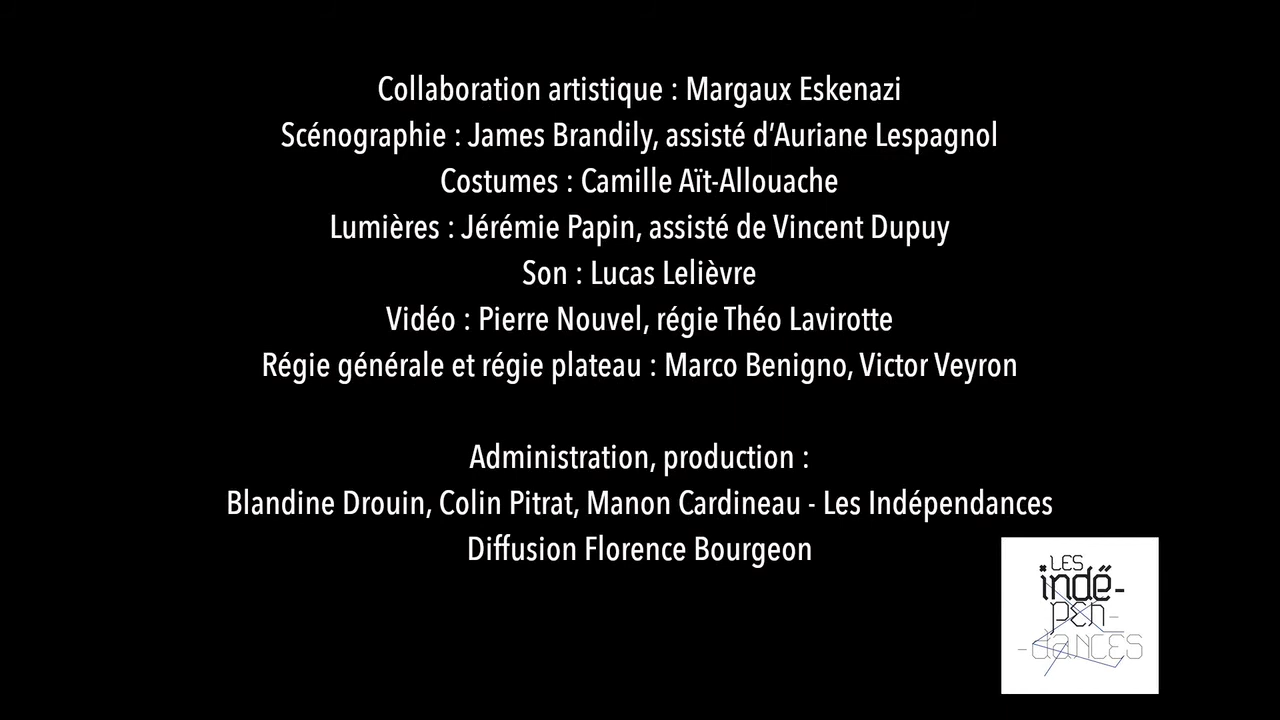 Collaboration artistique : Margaux Eskenazi
Scénographie : James Brandily, assisté d’Auriane Lespagnol
Costumes : Camille Aït-Allouache
Lumières : Jérémie Papin, assisté de Vincent Dupuy
Son : Lucas Lelièvre
Vidéo : Pierre Nouvel, régie Théo Lavirotte
Régie générale et régie plateau : Marco Benigno, Victor Veyron
Administration, production :
Blandine Drouin, Colin Pitrat, Manon Cardineau - Les Indépendances
Diffusion Florence Bourgeon
LES
indé-
pen-
-daNCES